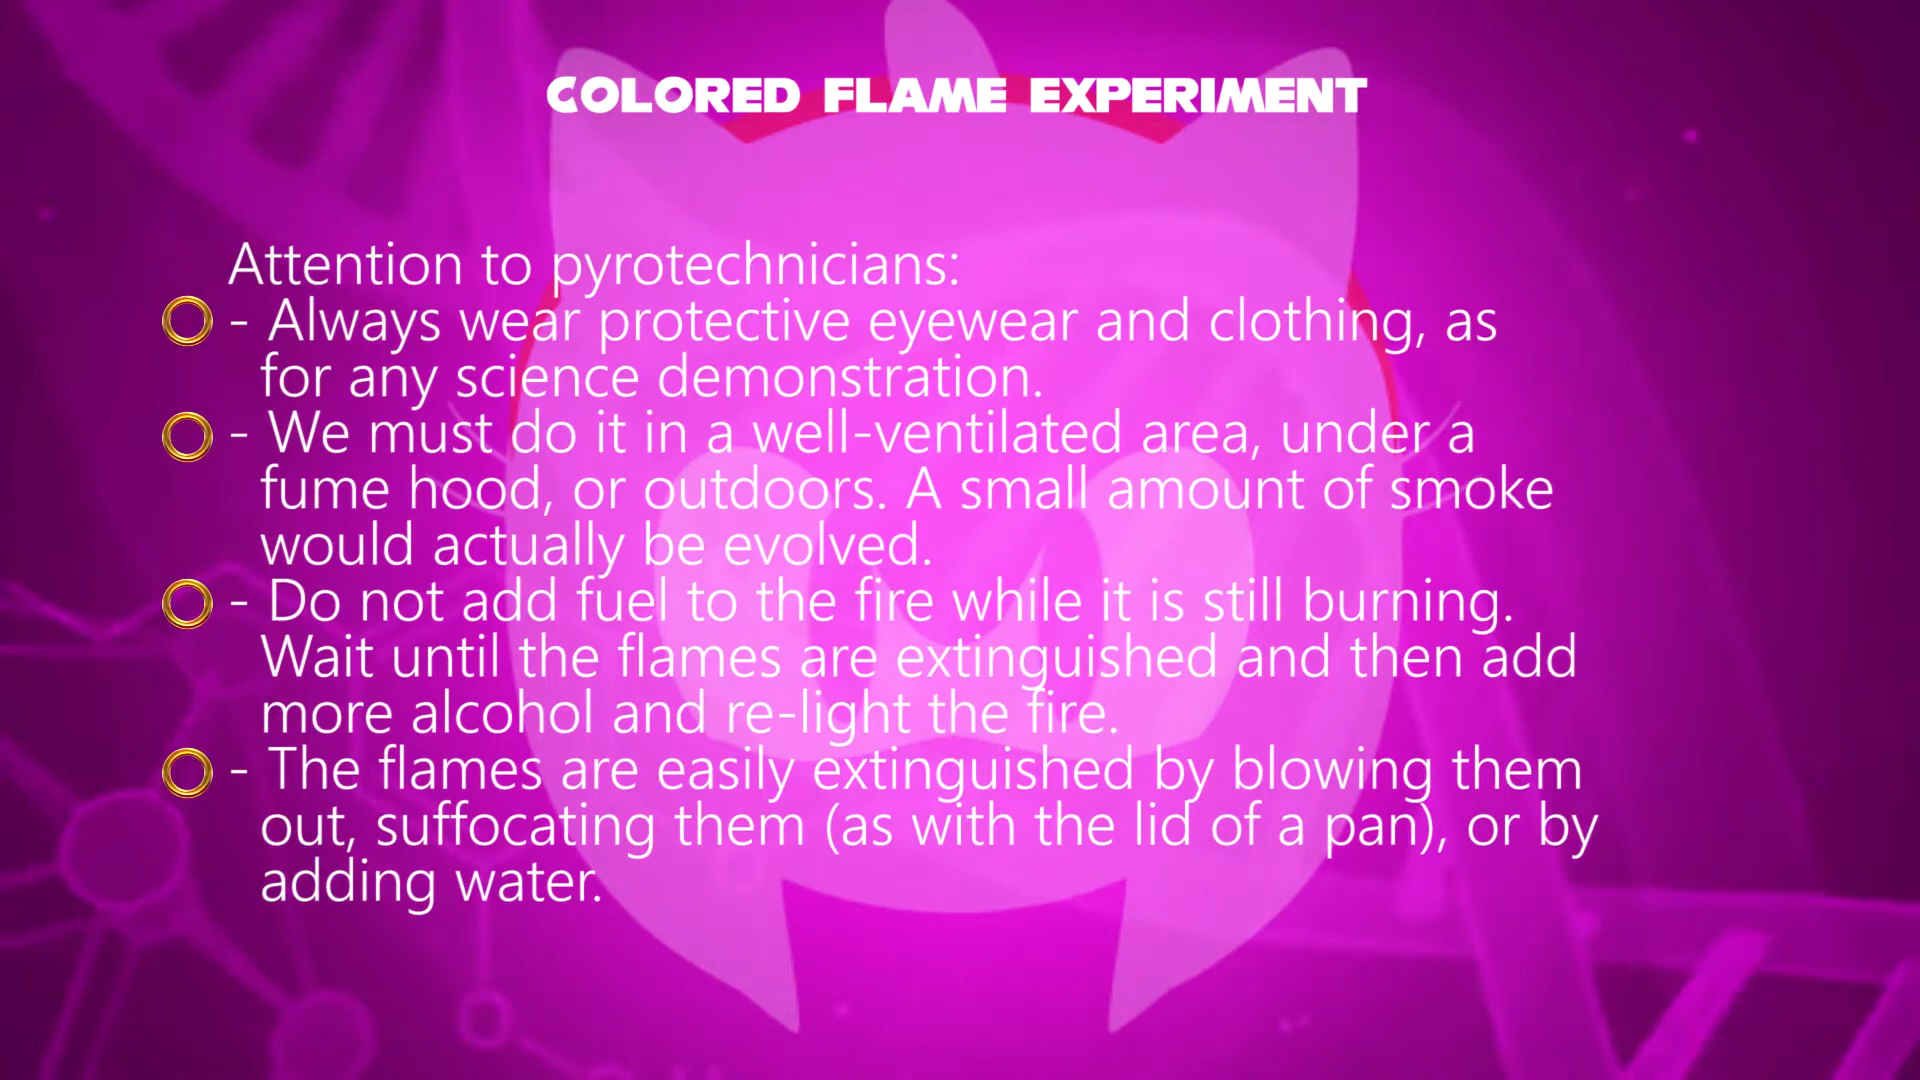 COLORED FLAME EXPERIMENT
Attention to pyrotechnicians:
- Always wear protective eyewear and clothing, as
for any science demonstration.
- We must do it in a well-ventilated area, under a
fume hood, or outdoors. A small amount of smoke
would actually be evolved.
- Do not add fuel to the fire while it is still burning.
Wait until the flames are extinguished and then add
more alcohol and re-light the fire.
- The flames are easily extinguished by blowing them
out, suffocating them (as with the lid of a pan), or by
adding water.